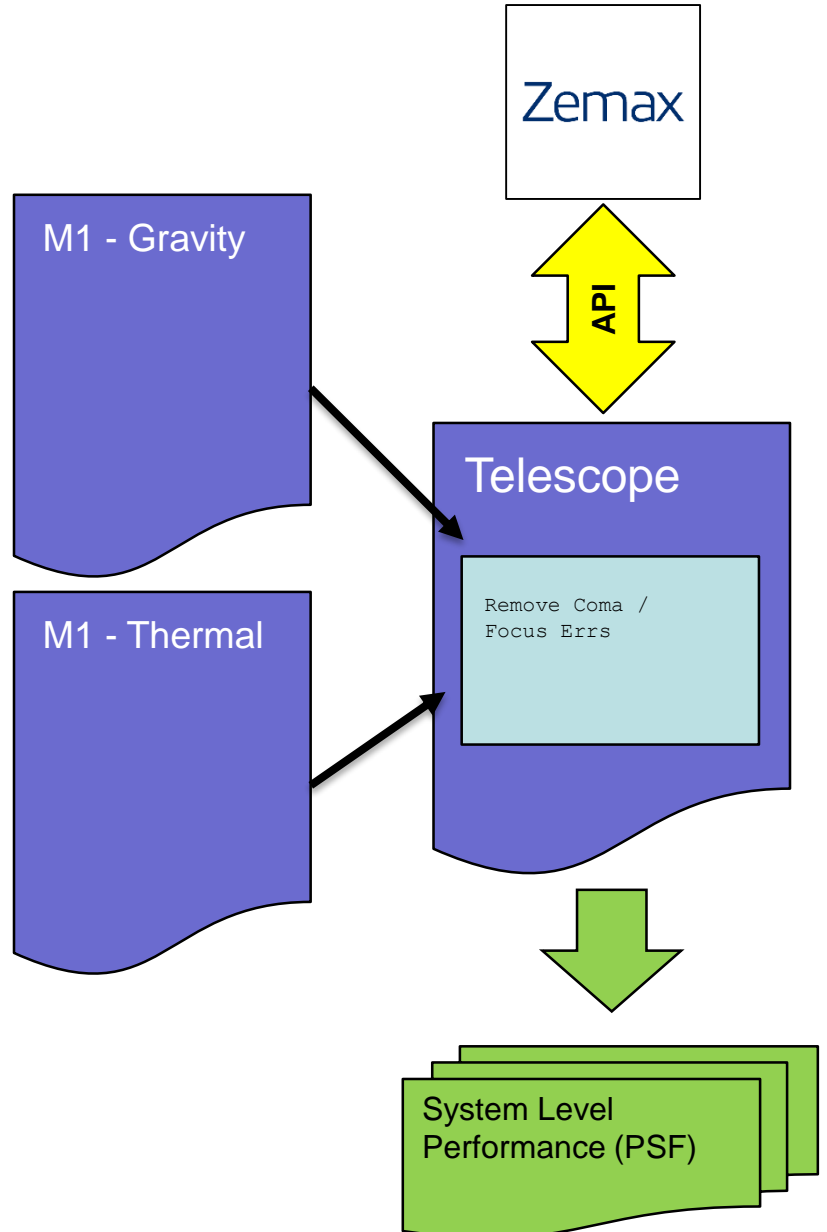 Zemax
API
M1 - Gravity
Telescope
Remove Coma /
Focus Errs
M1 - Thermal
System Level
Performance (PSF)